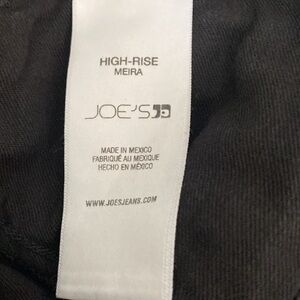 HIGH-RISE
MEIRA
JOE'S
MADE IN MEXICO
FABRIQUÉ AU MEXIQUE
HECHO EN MÉXICO
WWW.JOESJEANS.COM